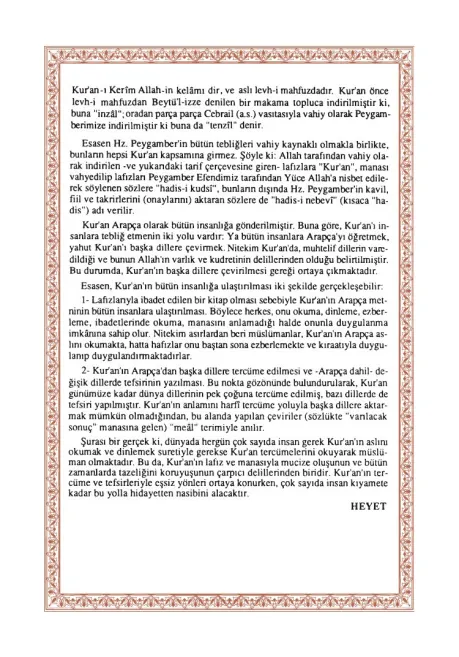 Kur'an-ı Kerîm Allah-in kelâmı dir, ve aslı levh-i mahfuzdadır. Kur'an önce
levh-i mahfuzdan Beytü'l-izze denilen bir makama topluca indirilmiştir ki,
buna "inzâl"; oradan parça parça Cebrail (a.s.) vasıtasıyla vahiy olarak Peygam-
berimize indirilmiştir ki buna da "tenzîl" denir.
Esasen Hz. Peygamber'in bütün tebliğleri vahiy kaynaklı olmakla birlikte,
bunların hepsi Kur'an kapsamına girmez. Şöyle ki: Allah tarafından vahiy ola-
rak indirilen -ve yukarıdaki tarif çerçevesine giren- lafızlara "Kur'an", manası
vahyedilip lafızları Peygamber Efendimiz tarafından Yüce Allah'a nisbet edile-
rek söylenen sözlere "hadis-i kudsî", bunların dışında Hz. Peygamber'in kavil,
fiil ve takrirlerini (onaylarını) aktaran sözlere de "hadis-i nebevî" (kısaca "ha-
dis") adı verilir.
Kur'an Arapça olarak bütün insanlığa gönderilmiştir. Buna göre, Kur'an'ı in-
sanlara tebliğ etmenin iki yolu vardır: Ya bütün insanlara Arapça'yı öğretmek,
yahut Kur'an'ı başka dillere çevirmek. Nitekim Kur'an'da, muhtelif dillerin vare-
dildiği ve bunun Allah'ın varlık ve kudretinin delillerinden olduğu belirtilmiştir.
Bu durumda, Kur'an'ın başka dillere çevirilmesi gereği ortaya çıkmaktadır.
Esasen, Kur'an'ın bütün insanlığa ulaştırılması iki şekilde gerçekleşebilir:
1- Lafızlarıyla ibadet edilen bir kitap olması sebebiyle Kur'an'ın Arapça met-
ninin bütün insanlara ulaştırılması. Böylece herkes, onu okuma, dinleme, ezber-
leme, ibadetlerinde okuma, manasını anlamadığı halde onunla duygulanma
imkânına sahip olur. Nitekim asırlardan beri müslümanlar, Kur'an'ın Arapça as-
lını okumakta, hatta hafızlar onu baştan sona ezberlemekte ve kıraatıyla duygu-
lanıp duygulandırmaktadırlar.
2- Kur'an'ın Arapça'dan başka dillere tercüme edilmesi ve -Arapça dahil- de-
ğişik dillerde tefsirinin yazılması. Bu nokta gözönünde bulundurularak, Kur'an
günümüze kadar dünya dillerinin pek çoğuna tercüme edilmiş, bazı dillerde de
tefsiri yapılmıştır. Kur'an'ın anlamını harfî tercüme yoluyla başka dillere aktar-
mak mümkün olmadığından, bu alanda yapılan çeviriler (sözlükte "varılacak
sonuç" manasına gelen) "meâl" terimiyle anılır.
Şurası bir gerçek ki, dünyada hergün çok sayıda insan gerek Kur'an'ın aslını
okumak ve dinlemek suretiyle gerekse Kur'an tercümelerini okuyarak müslü-
man olmaktadır. Bu da, Kur'an'ın lafız ve manasıyla mucize oluşunun ve bütün
zamanlarda tazeliğini koruyuşunun çarpıcı delillerinden biridir. Kur'an'ın ter-
cüme ve tefsirleriyle eşsiz yönleri ortaya konurken, çok sayıda insan kıyamete
kadar bu yolla hidayetten nasibini alacaktır.
HEYET